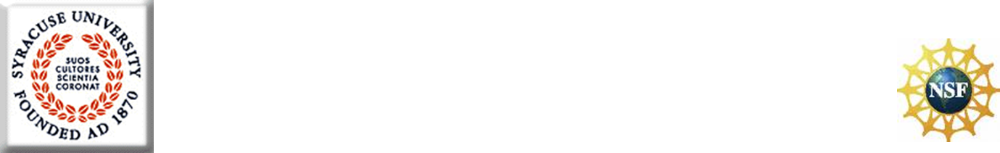 SYRACUSE UNIVERSITY
SUOS
CULTORES
SCIENTIA
CORONAT
FOUNDED AD 1870
NSF